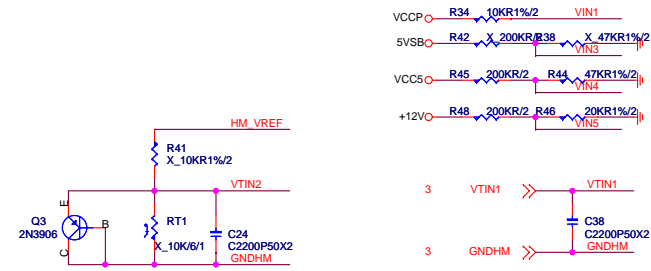 VCCP R34 10KR1%/2 VIN1
5VSB R42 X_200KR/2 R38 X_47KR1%/2
VIN3
VCC5 R45 200KR/2 R44 47KR1%/2
VIN4
+12V R48 200KR/2 R46 20KR1%/2
VIN5
HM_VREF
R41
X_10KR1%/2
VTIN2
3 VTIN1 VTIN1
E
Q3
2N3906
B
C
RT1
X_10K/6/1
C24
C2200P50X2
GNDHM
C38
C2200P50X2
3 GNDHM GNDHM